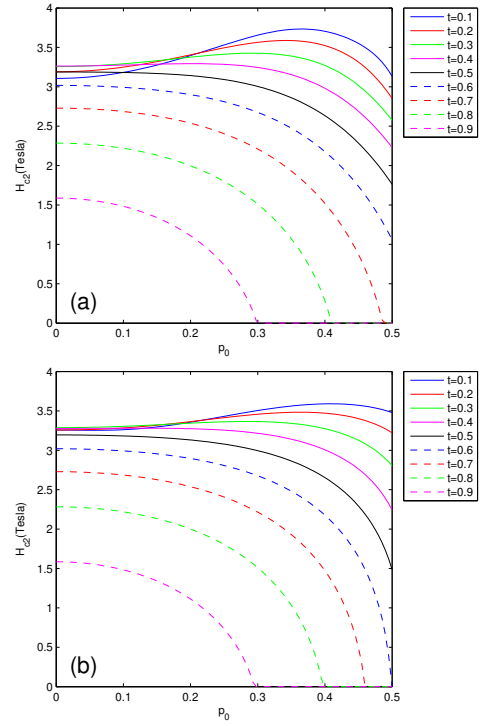 4
3.5
3
2.5
2
1.5
1
0.5
0
H_c2(Tesla)
(a)
0 0.1 0.2 0.3 0.4 0.5
p_0
t=0.1
t=0.2
t=0.3
t=0.4
t=0.5
t=0.6
t=0.7
t=0.8
t=0.9
4
3.5
3
2.5
2
1.5
1
0.5
0
H_c2(Tesla)
(b)
0 0.1 0.2 0.3 0.4 0.5
p_0
t=0.1
t=0.2
t=0.3
t=0.4
t=0.5
t=0.6
t=0.7
t=0.8
t=0.9